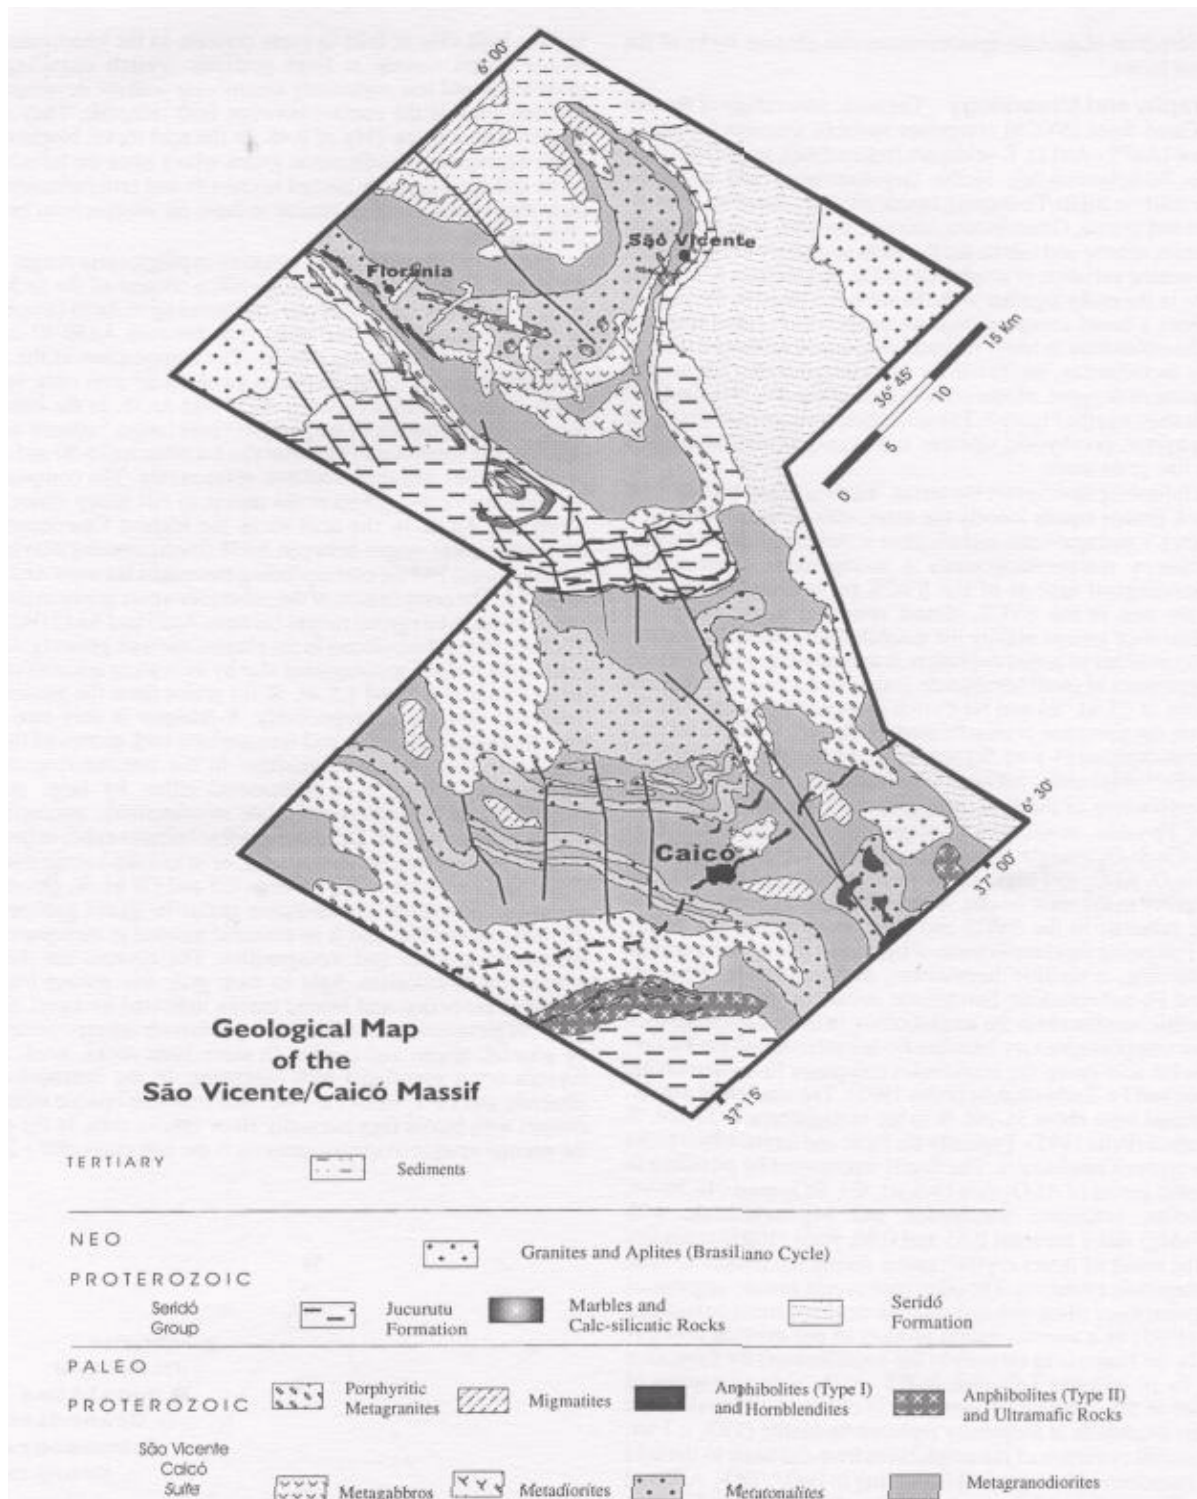 6° 00'
São Vicente
Florânia
15 Km
36° 45'
10
5
0
6° 30'
37° 00'
Caicó
37° 15'
Geological Map
of the
São Vicente/Caicó Massif
TERTIARY
Sediments
NEO
PROTEROZOIC
Granites and Aplites (Brasiliano Cycle)
Seridó
Group
Jucurutu
Formation
Marbles and
Calc-silicatic Rocks
Seridó
Formation
PALEO
PROTEROZOIC
Porphyritic
Metagranites
Migmatites
Anphibolites (Type I)
and Hornblendites
Anphibolites (Type II)
and Ultramafic Rocks
São Vicente
Caicó
Suite
Metagabbros
Metadiorites
Metatonalites
Metagranodiorites